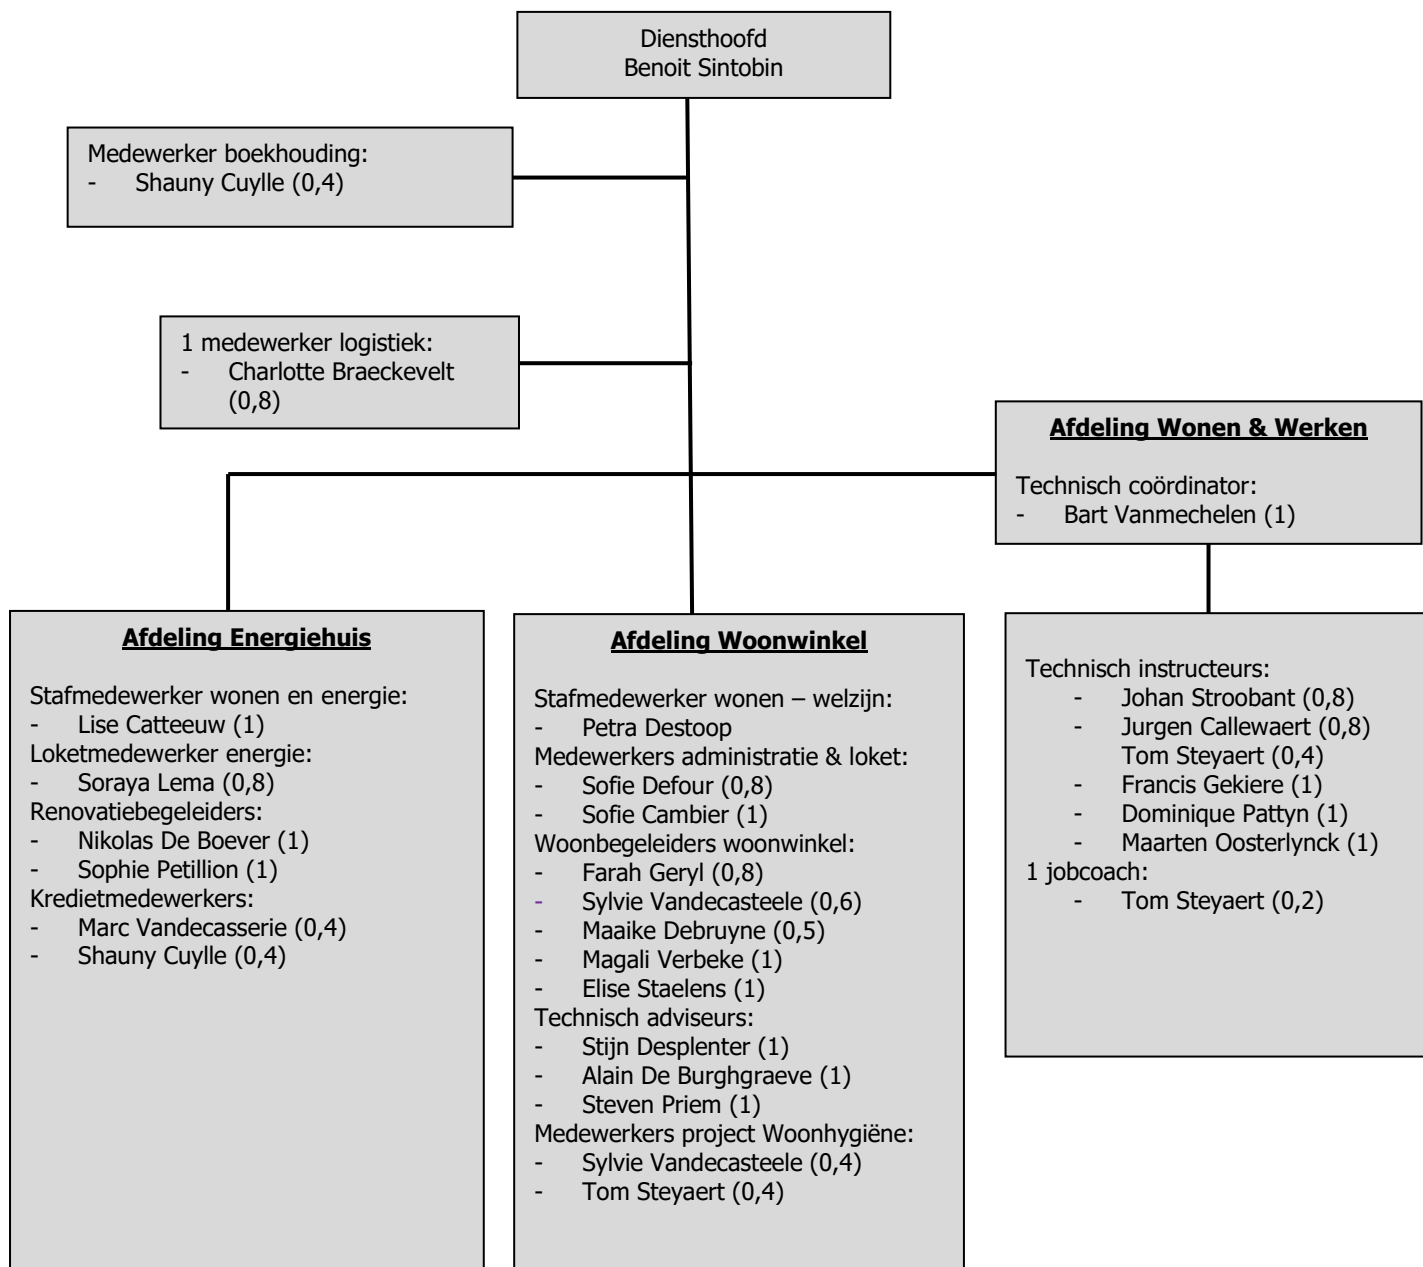 Diensthoofd
Benoit Sintobin
Medewerker boekhouding:
- Shauny Cuylle (0,4)
1 medewerker logistiek:
- Charlotte Braeckevelt
(0,8)
Afdeling Wonen & Werken
Technisch coördinator:
- Bart Vanmechelen (1)
Afdeling Energiehuis
Stafmedewerker wonen en energie:
- Lise Catteeuw (1)
Loketmedewerker energie:
- Soraya Lema (0,8)
Renovatiebegeleiders:
- Nikolas De Boever (1)
- Sophie Petillion (1)
Kredietmedewerkers:
- Marc Vandecasserie (0,4)
- Shauny Cuylle (0,4)
Afdeling Woonwinkel
Stafmedewerker wonen – welzijn:
- Petra Destoop
Medewerkers administratie & loket:
- Sofie Defour (0,8)
- Sofie Cambier (1)
Woonbegeleiders woonwinkel:
- Farah Geryl (0,8)
- Sylvie Vandecasteele (0,6)
- Maaike Debruyne (0,5)
- Magali Verbeke (1)
- Elise Staelens (1)
Technisch adviseurs:
- Stijn Desplenter (1)
- Alain De Burghgraeve (1)
- Steven Priem (1)
Medewerkers project Woonhygiëne:
- Sylvie Vandecasteele (0,4)
- Tom Steyaert (0,4)
Technisch instructeurs:
- Johan Stroobant (0,8)
- Jurgen Callewaert (0,8)
Tom Steyaert (0,4)
- Francis Gekiere (1)
- Dominique Pattyn (1)
- Maarten Oosterlynck (1)
1 jobcoach:
- Tom Steyaert (0,2)